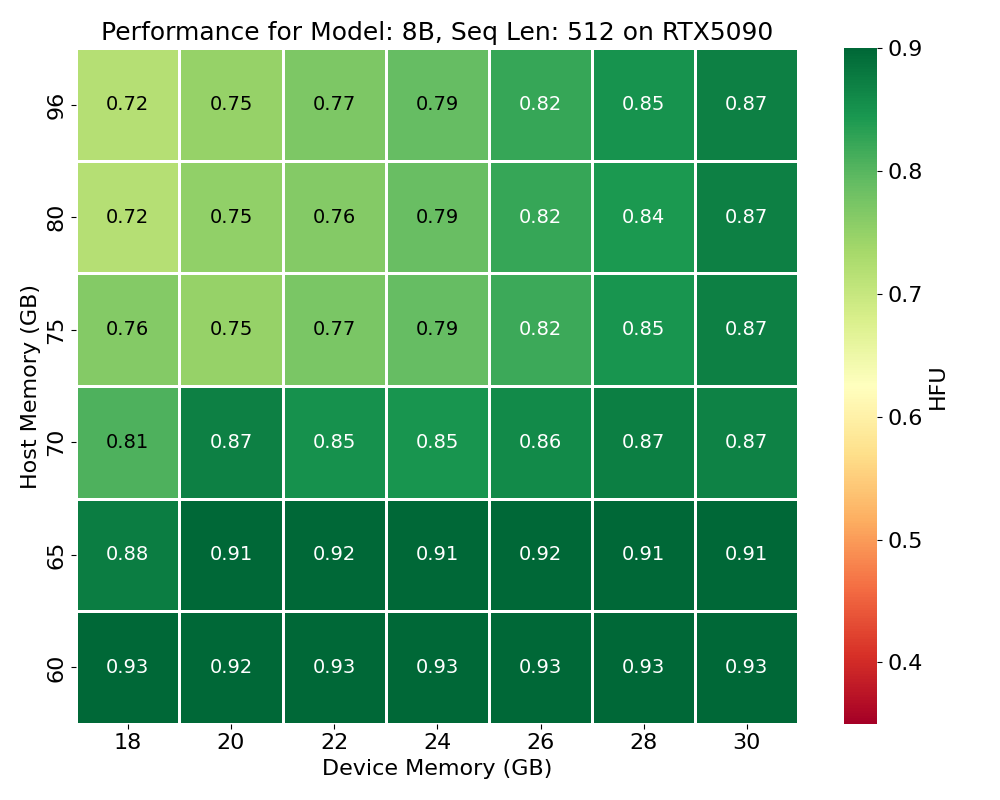 Performance for Model: 8B, Seq Len: 512 on RTX5090
96 0.72 0.75 0.77 0.79 0.82 0.85 0.87
80 0.72 0.75 0.76 0.79 0.82 0.84 0.87
75 0.76 0.75 0.77 0.79 0.82 0.85 0.87
70 0.81 0.87 0.85 0.85 0.86 0.87 0.87
65 0.88 0.91 0.92 0.91 0.92 0.91 0.91
60 0.93 0.92 0.93 0.93 0.93 0.93 0.93
18 20 22 24 26 28 30
Device Memory (GB)
Host Memory (GB)
0.9
0.8
0.7
0.6
0.5
0.4
HFU